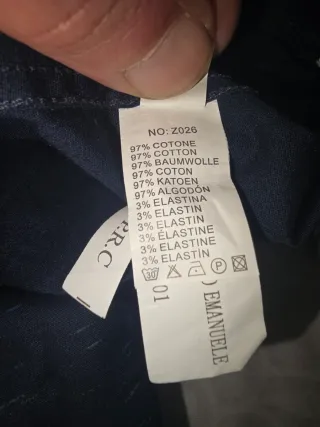 NO: Z026
97% COTONE
97% COTTON
97% BAUMWOLLE
97% COTON
97% KATOEN
97% ALGODÓN
3% ELASTINA
3% ELASTIN
3% ELASTIN
3% ÉLASTINE
3% ELASTINE
3% ELASTÍN
30
P
P.R.C
01
) EMANUELE